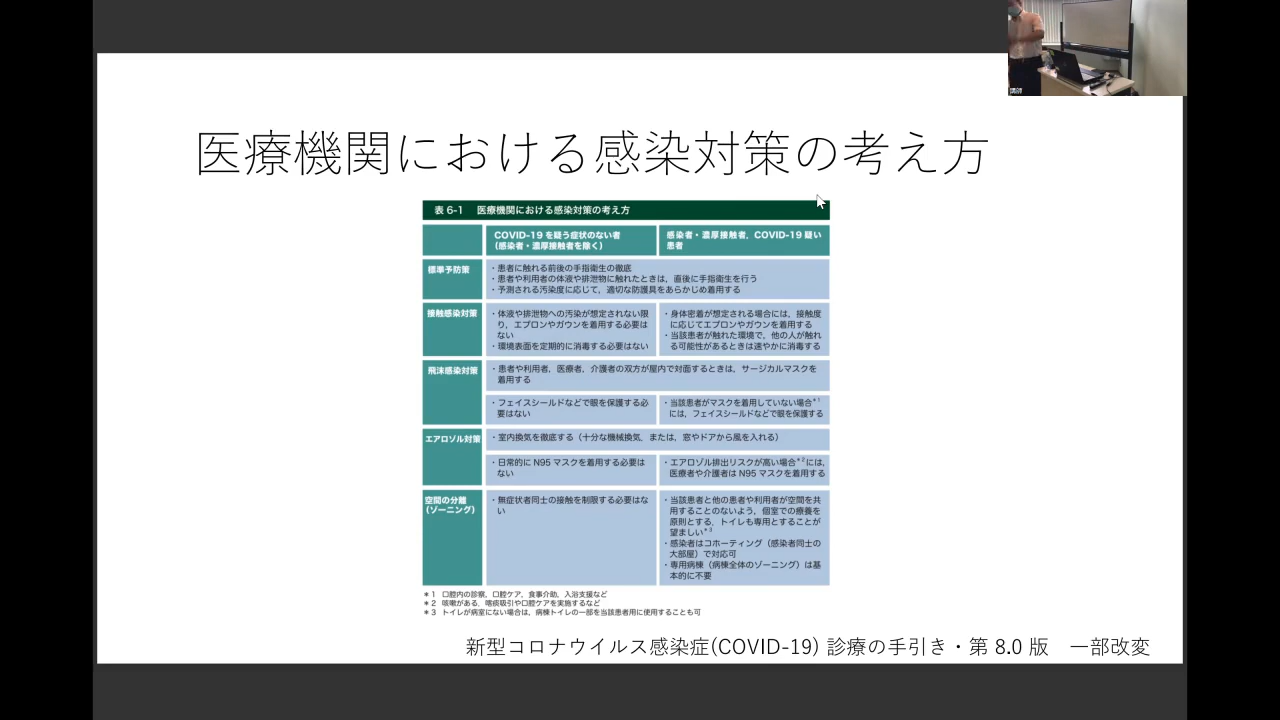 講師
医療機関における感染対策の考え方
表 6-1 医療機関における感染対策の考え方
COVID-19 を疑う症状のない者
(感染者・濃厚接触者を除く)
感染者・濃厚接触者，COVID-19 疑い
患者
標準予防策
・患者に触れる前後の手指衛生の徹底
・患者や利用者の体液や排泄物に触れたときは，直後に手指衛生を行う
・予測される汚染度に応じて，適切な防護具をあらかじめ着用する
接触感染対策
・体液や排泄物への汚染が想定されない限
り，エプロンやガウンを着用する必要は
ない
・環境表面を定期的に消毒する必要はない
・身体密着が想定される場合には，接触度
に応じてエプロンやガウンを着用する
・当該患者が触れた環境で，他の人が触れ
る可能性があるときは速やかに消毒する
飛沫感染対策
・患者や利用者，医療者，介護者の双方が屋内で対面するときは，サージカルマスクを
着用する
・フェイスシールドなどで眼を保護する必
要はない
・当該患者がマスクを着用していない場合＊1
には，フェイスシールドなどで眼を保護する
エアロゾル対策
・室内換気を徹底する（十分な機械換気，または，窓やドアから風を入れる）
・日常的に N95 マスクを着用する必要は
ない
・エアロゾル排出リスクが高い場合＊2には，
医療者や介護者は N95 マスクを着用する
空間の分離
(ゾーニング)
・無症状者同士の接触を制限する必要はな
い
・当該患者と他の患者や利用者が空間を共
用することのないよう，個室での療養を
原則とする，トイレも専用とすることが
望ましい＊3
・感染者はコホーティング（感染者同士の
大部屋）で対応可
・専用病棟（病棟全体のゾーニング）は基
本的に不要
＊1 口腔内の診察，口腔ケア，食事介助，入浴支援など
＊2 咳嗽がある，喀痰吸引や口腔ケアを実施するなど
＊3 トイレが病室にない場合は，病棟トイレの一部を当該患者用に使用することも可
新型コロナウイルス感染症(COVID-19) 診療の手引き・第 8.0 版 一部改変